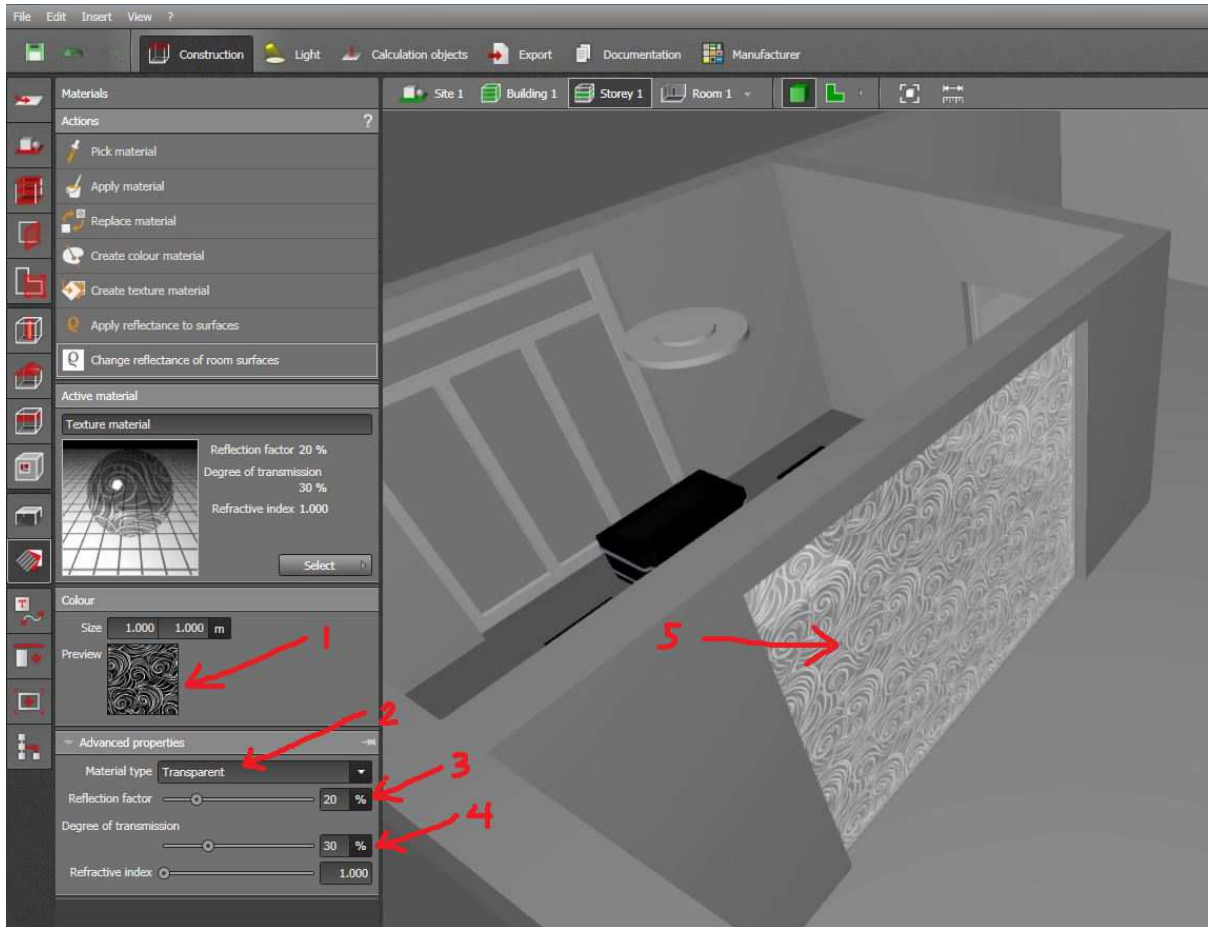 File Edit Insert View ?
Construction Light Calculation objects Export Documentation Manufacturer
Materials
Site 1 Building 1 Storey 1 Room 1
Actions ?
Pick material
Apply material
Replace material
Create colour material
Create texture material
Apply reflectance to surfaces
Change reflectance of room surfaces
Active material
Texture material
Reflection factor 20 %
Degree of transmission
30 %
Refractive index 1.000
Select
Colour
Size 1.000 1.000 m
Preview
1
2
Advanced properties
Material type Transparent
3
Reflection factor 20 %
4
Degree of transmission
30 %
Refractive index 1.000
5